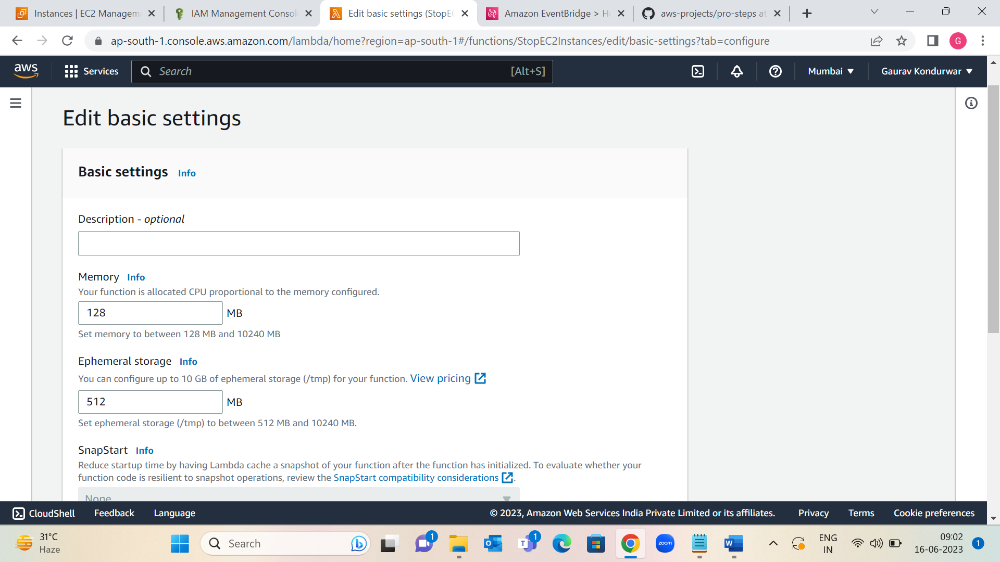 Instances | EC2 Managem
IAM Management Consol
Edit basic settings (StopEC
Amazon EventBridge > H
aws-projects/pro-steps at
ap-south-1.console.aws.amazon.com/lambda/home?region=ap-south-1#/functions/StopEC2Instances/edit/basic-settings?tab=configure
G
aws
Services
Search
[Alt+S]
Mumbai
Gaurav Kondurwar
Edit basic settings
Basic settings Info
Description - optional
Memory Info
Your function is allocated CPU proportional to the memory configured.
128 MB
Set memory to between 128 MB and 10240 MB
Ephemeral storage Info
You can configure up to 10 GB of ephemeral storage (/tmp) for your function. View pricing
512 MB
Set ephemeral storage (/tmp) to between 512 MB and 10240 MB.
SnapStart Info
Reduce startup time by having Lambda cache a snapshot of your function after the function has initialized. To evaluate whether your
function code is resilient to snapshot operations, review the SnapStart compatibility considerations.
None
CloudShell Feedback Language © 2023, Amazon Web Services India Private Limited or its affiliates. Privacy Terms Cookie preferences
31°C
Haze
Search
1
1
zoom
ENG
IN
09:02
16-06-2023
1